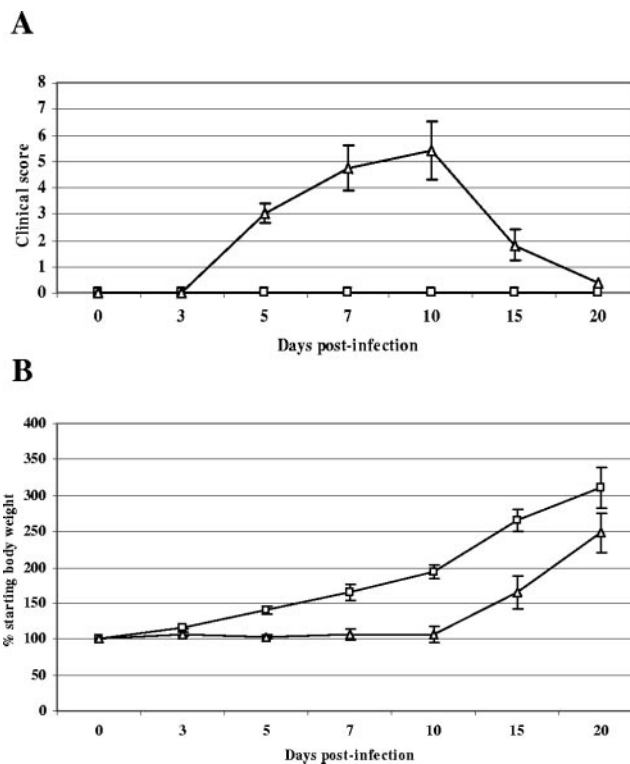 A
8
7
6
5
4
3
2
1
0
Clinical score
0 3 5 7 10 15 20
Days post-infection
B
400
350
300
250
200
150
100
50
0
% starting body weight
0 3 5 7 10 15 20
Days post-infection